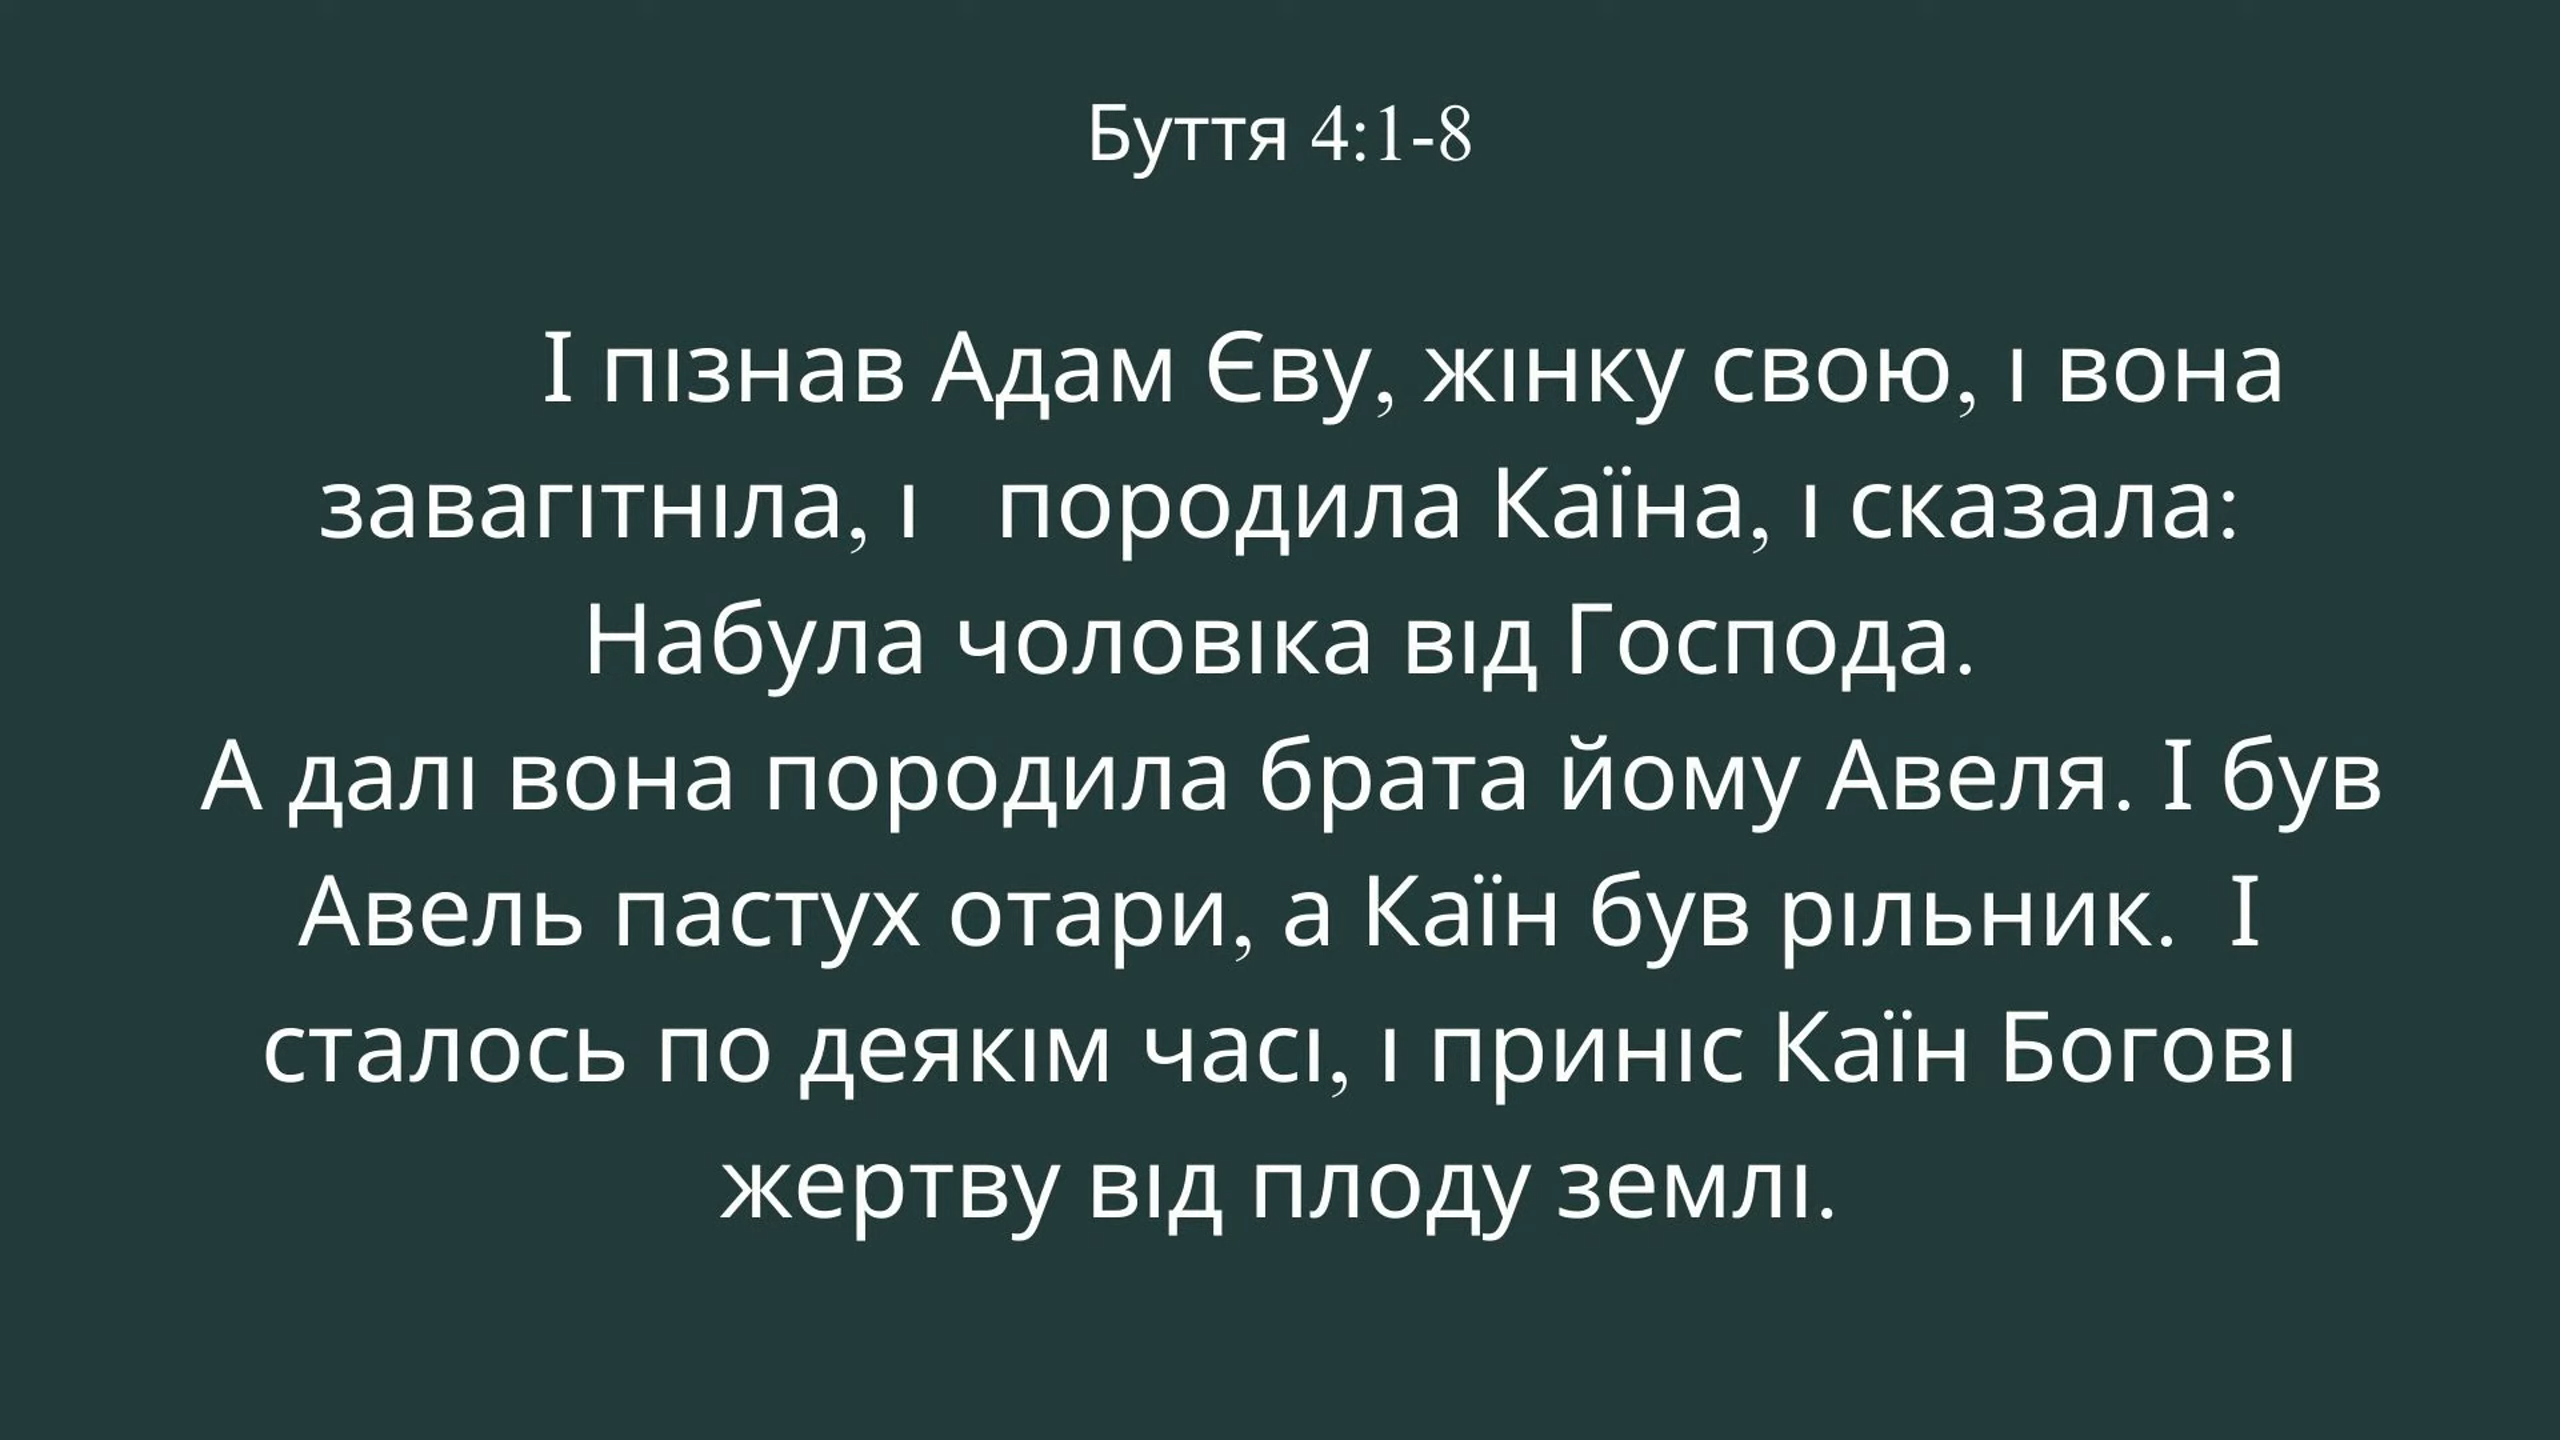 Буття 4:1-8
І пізнав Адам Єву, жінку свою, і вона
завагітніла, і породила Каїна, і сказала:
Набула чоловіка від Господа.
А далі вона породила брата йому Авеля. І був
Авель пастух отари, а Каїн був рільник. І
сталось по деякім часі, і приніс Каїн Богові
жертву від плоду землі.